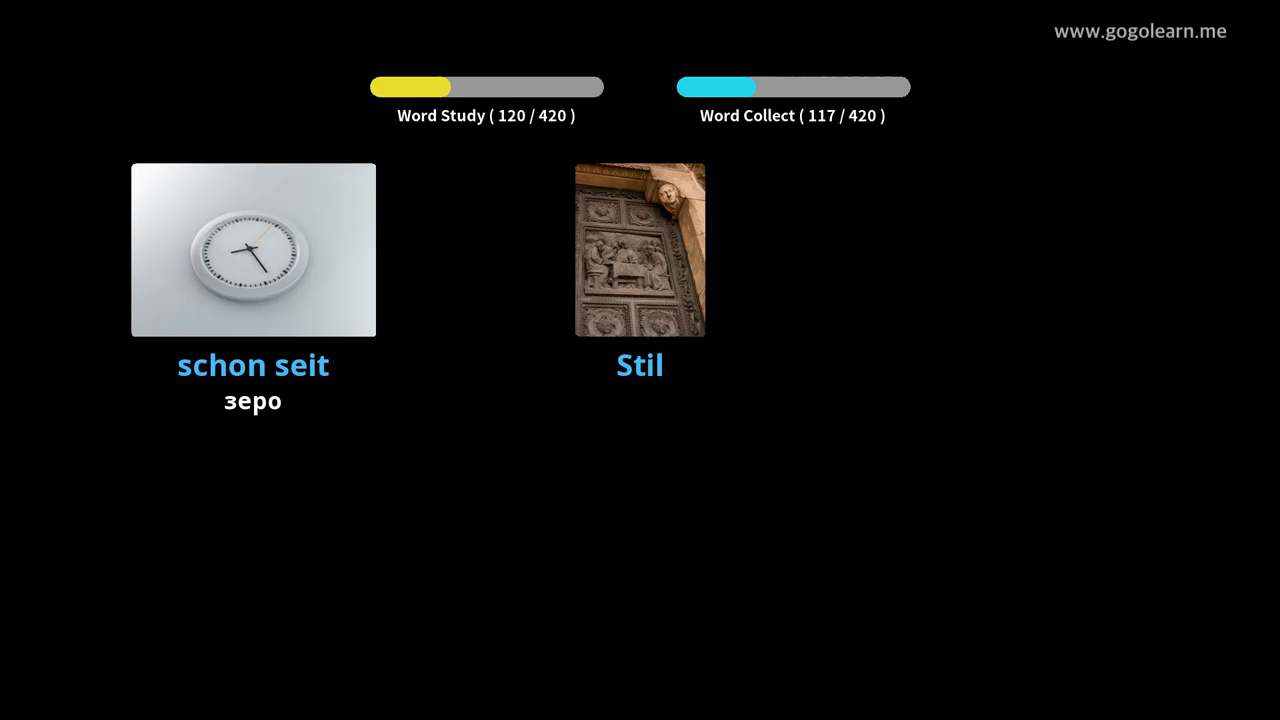 www.gogolearn.me
Word Study ( 120 / 420 )
Word Collect ( 117 / 420 )
schon seit
зеро
Stil